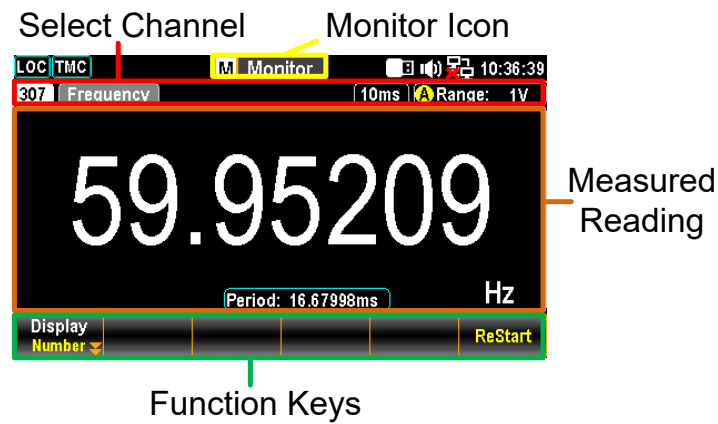 Select Channel Monitor Icon
LOC TMC M Monitor 10:36:39
307 Frequency 10ms A Range: 1V
59.95209
Measured
Reading
Period: 16.67998ms Hz
Display
Number ReStart
Function Keys